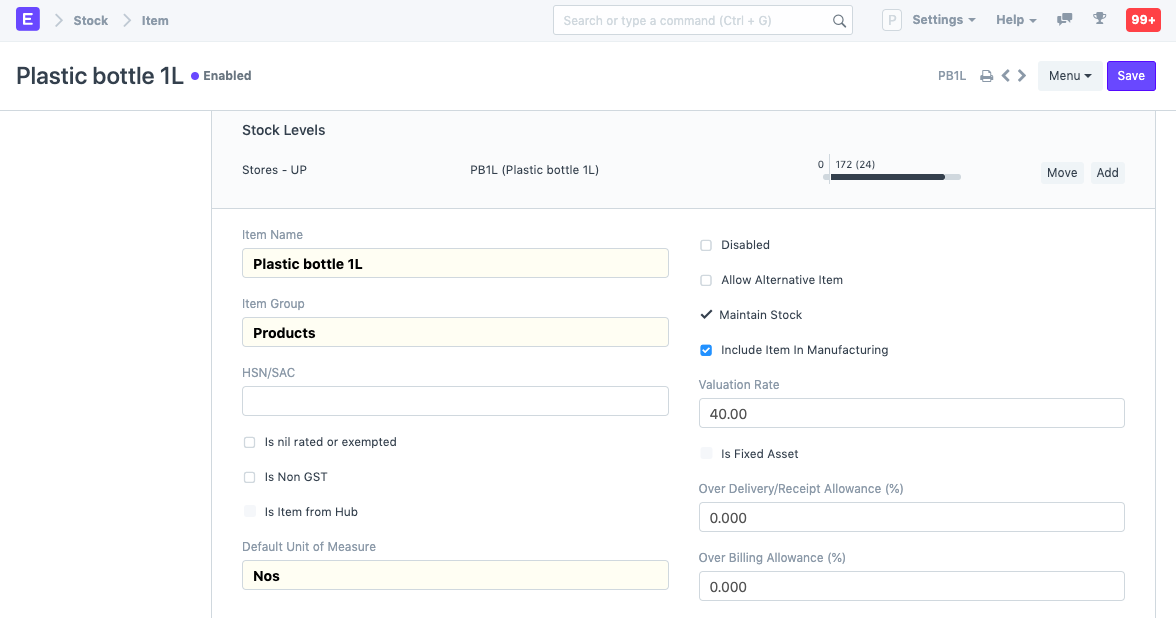 E Stock Item Search or type a command (Ctrl + G) P Settings Help 99+
Plastic bottle 1L Enabled PB1L Menu Save
Stock Levels
Stores - UP PB1L (Plastic bottle 1L) 0 172 (24) Move Add
Item Name
Plastic bottle 1L
Item Group
Products
HSN/SAC
Is nil rated or exempted
Is Non GST
Is Item from Hub
Default Unit of Measure
Nos
Disabled
Allow Alternative Item
Maintain Stock
Include Item In Manufacturing
Valuation Rate
40.00
Is Fixed Asset
Over Delivery/Receipt Allowance (%)
0.000
Over Billing Allowance (%)
0.000